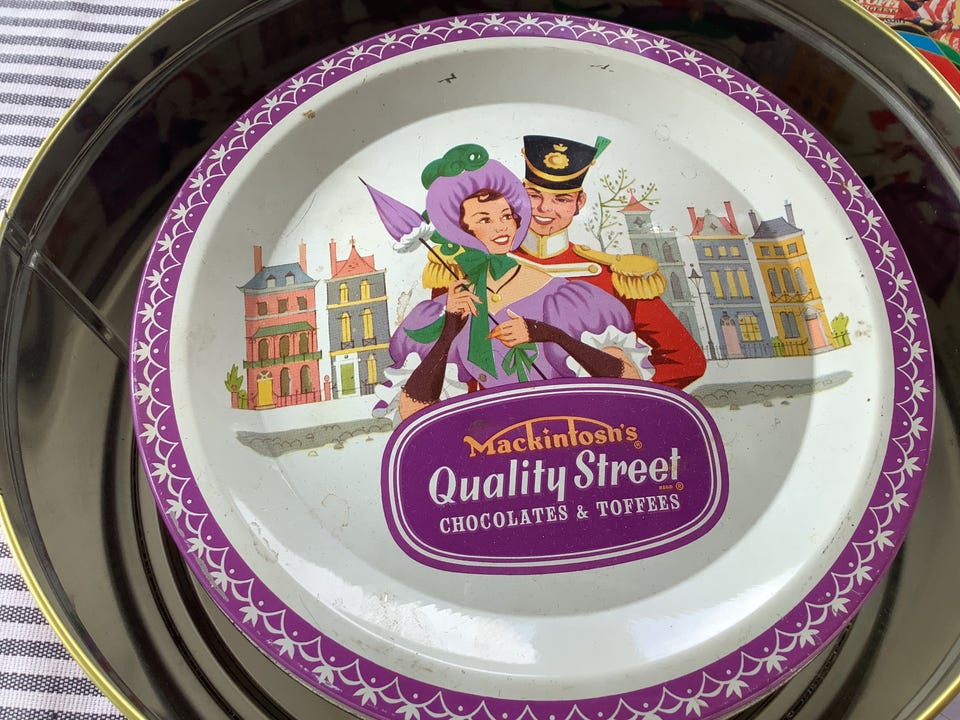 Mackintosh's®
Quality Street®
CHOCOLATES & TOFFEES